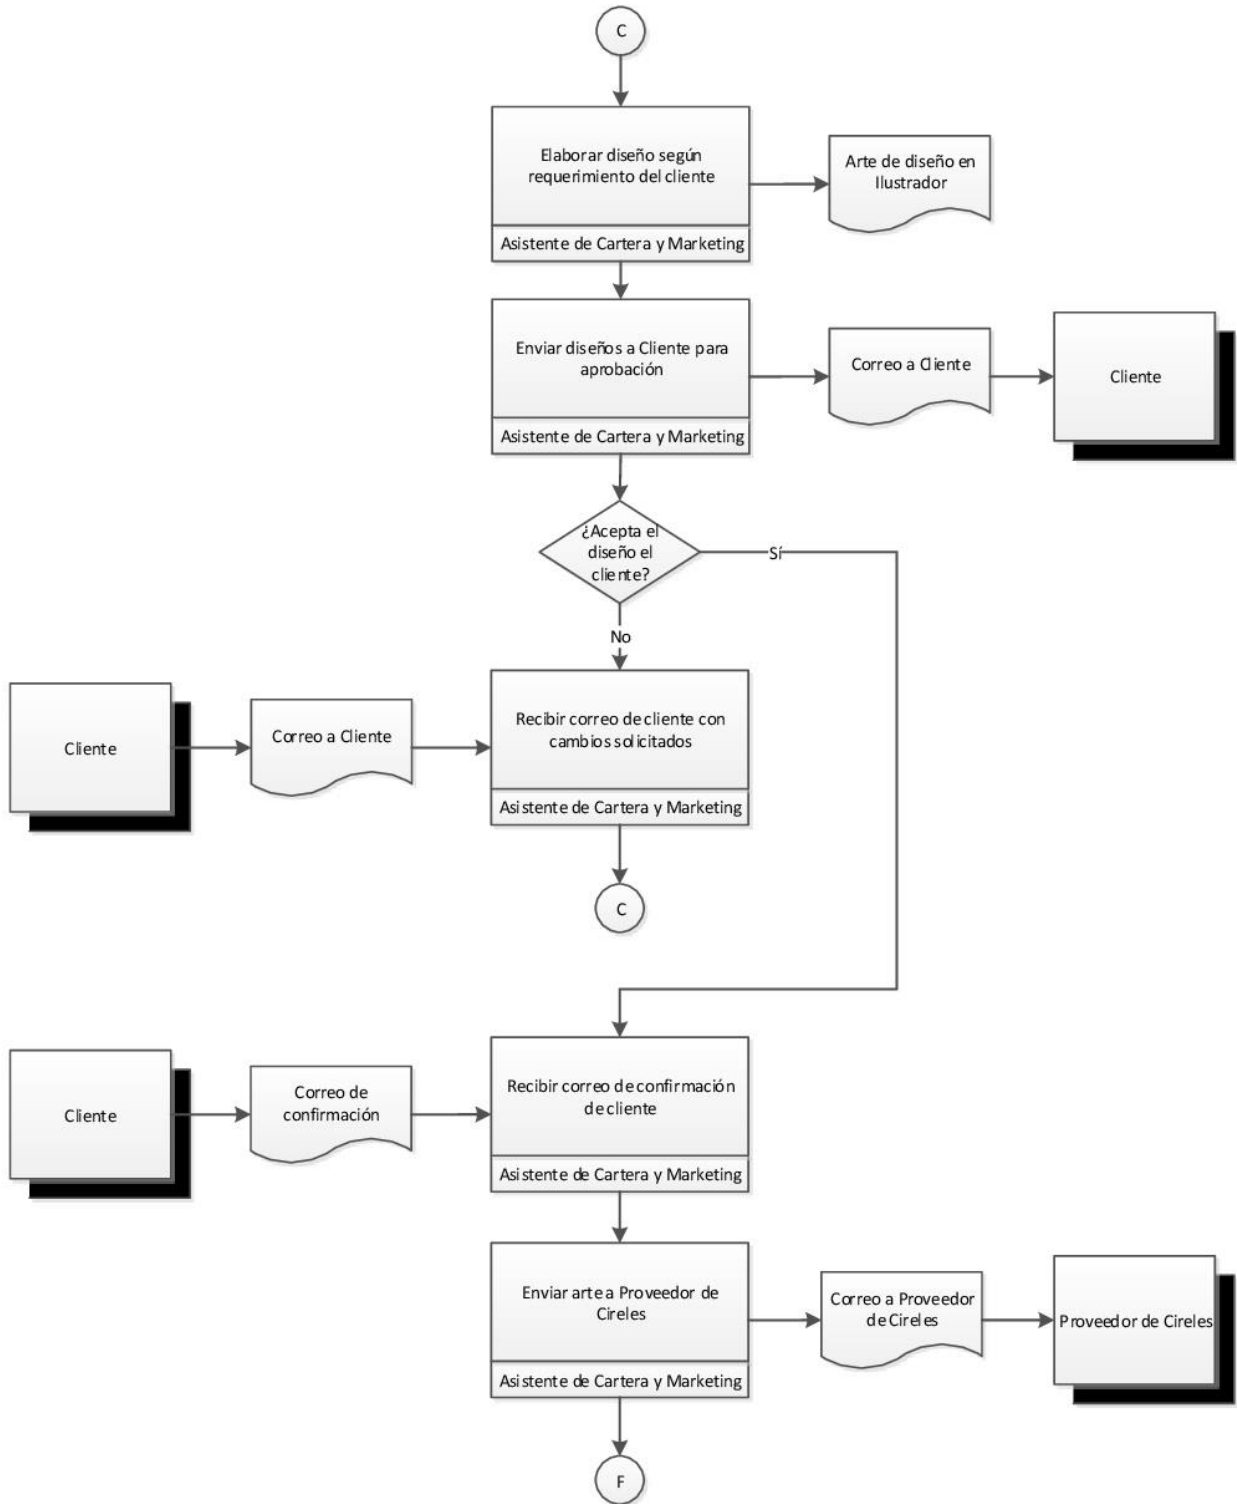 C
Elaborar diseño según
requerimiento del cliente
Asistente de Cartera y Marketing
Arte de diseño en
Ilustrador
Enviar diseños a Cliente para
aprobación
Asistente de Cartera y Marketing
Correo a Cliente
Cliente
¿Acepta el
diseño el
cliente?
Sí
No
Cliente
Correo a Cliente
Recibir correo de cliente con
cambios solicitados
Asistente de Cartera y Marketing
C
Cliente
Correo de
confirmación
Recibir correo de confirmación
de cliente
Asistente de Cartera y Marketing
Enviar arte a Proveedor de
Cireles
Asistente de Cartera y Marketing
Correo a Proveedor
de Cireles
Proveedor de Cireles
F